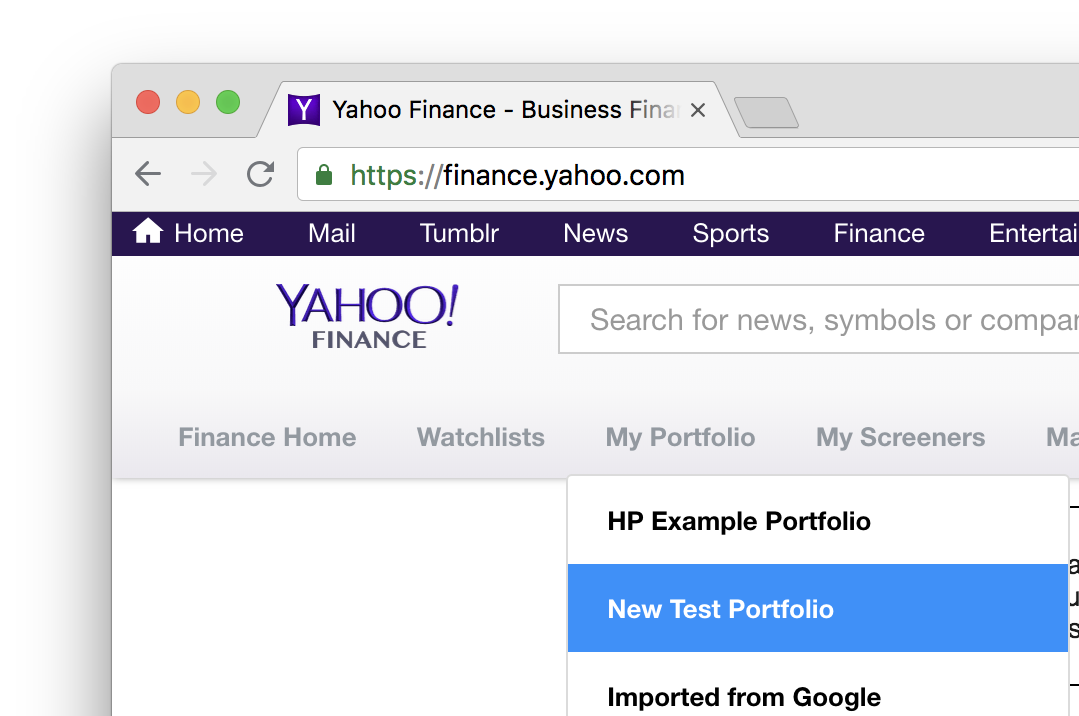 Yahoo Finance - Business Fina
https://finance.yahoo.com
Home Mail Tumblr News Sports Finance Entertai
YAHOO!
FINANCE
Search for news, symbols or compan
Finance Home Watchlists My Portfolio My Screeners Ma
HP Example Portfolio
New Test Portfolio
Imported from Google